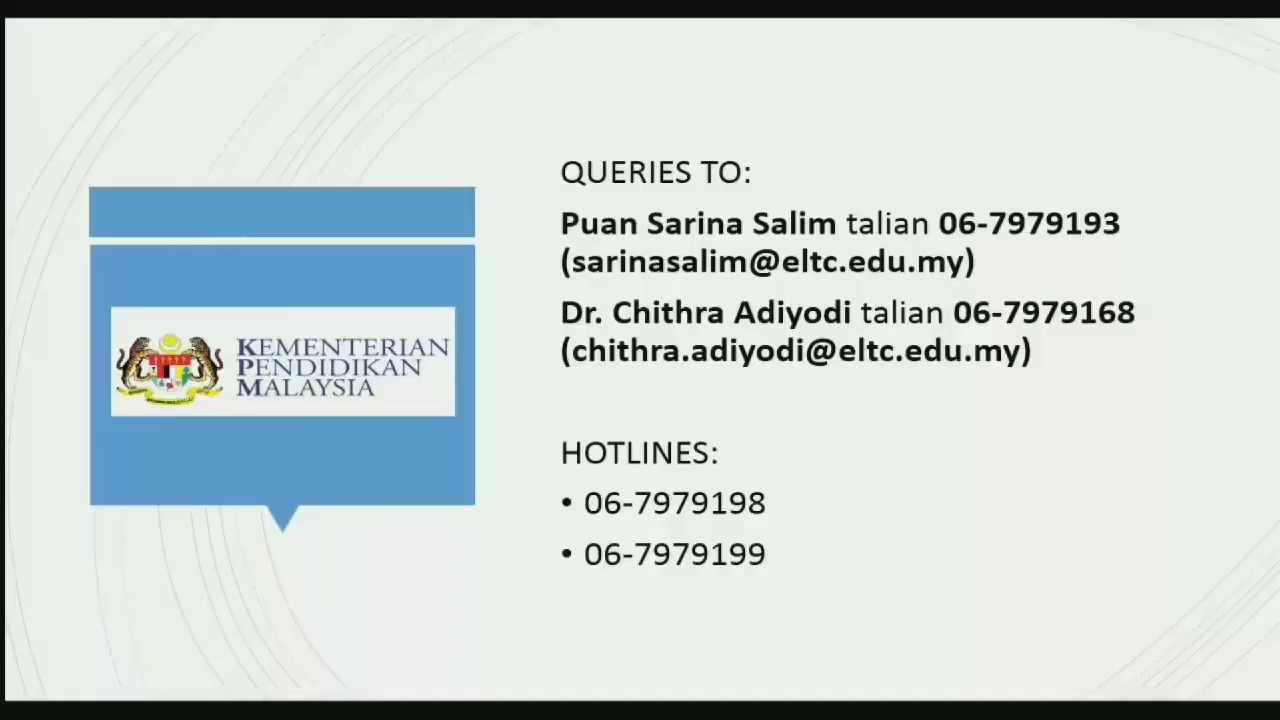 QUERIES TO:
Puan Sarina Salim talian 06-7979193
(sarinasalim@eltc.edu.my)
Dr. Chithra Adiyodi talian 06-7979168
(chithra.adiyodi@eltc.edu.my)
KEMENTERIAN
PENDIDIKAN
MALAYSIA
HOTLINES:
• 06-7979198
• 06-7979199